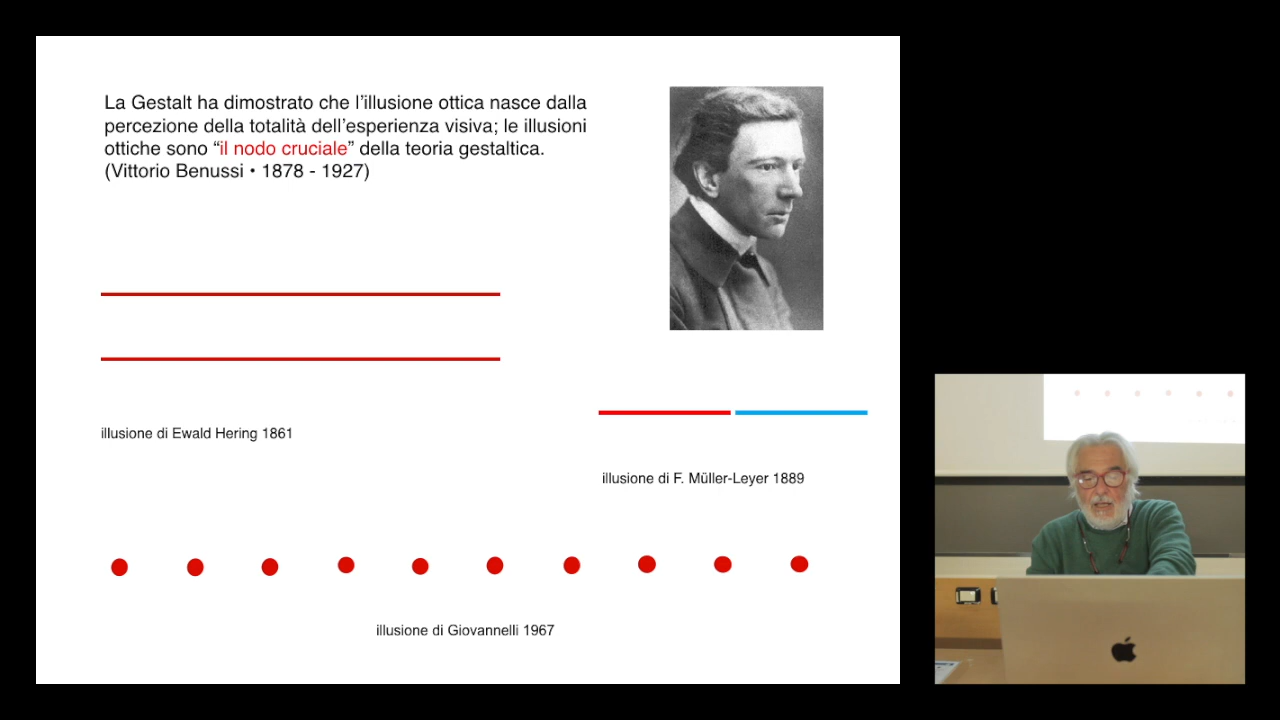 La Gestalt ha dimostrato che l'illusione ottica nasce dalla
percezione della totalità dell'esperienza visiva; le illusioni
ottiche sono “il nodo cruciale” della teoria gestaltica.
(Vittorio Benussi • 1878 - 1927)
illusione di Ewald Hering 1861
illusione di F. Müller-Leyer 1889
illusione di Giovannelli 1967